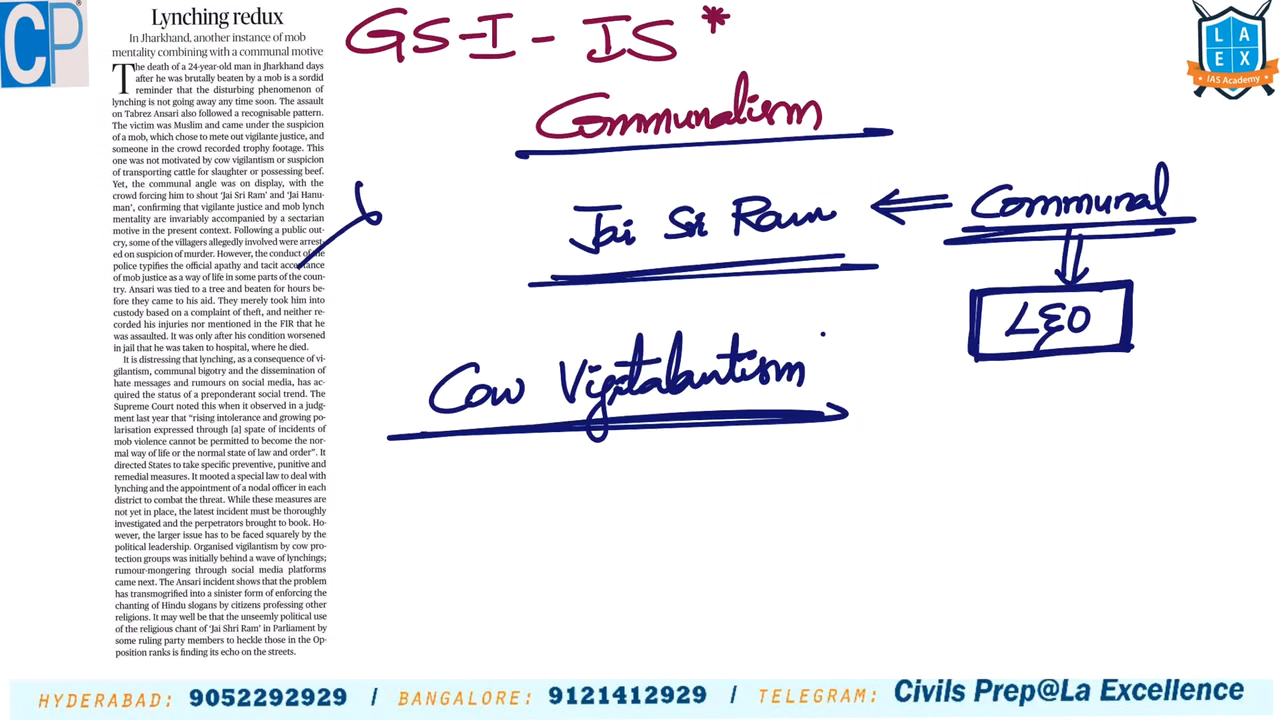 CP
Lynching redux
In Jharkhand, another instance of mob
mentality combining with a communal motive
The death of a 24-year-old man in Jharkhand days
after he was brutally beaten by a mob is a sordid
reminder that the disturbing phenomenon of
lynching is not going away any time soon. The assault
on Tabrez Ansari also followed a recognisable pattern.
The victim was Muslim and came under the suspicion
of a mob, which chose to mete out vigilante justice, and
someone in the crowd recorded trophy footage. This
one was not motivated by cow vigilantism or suspicion
of transporting cattle for slaughter or possessing beef.
Yet, the communal angle was on display, with the
crowd forcing him to shout 'Jai Sri Ram' and 'Jai Hanu-
man', confirming that vigilante justice and mob lynch
mentality are invariably accompanied by a sectarian
motive in the present context. Following a public out-
cry, some of the villagers allegedly involved were arrest-
ed on suspicion of murder. However, the conduct of the
police typifies the official apathy and tacit acceptance
of mob justice as a way of life in some parts of the coun-
try. Ansari was tied to a tree and beaten for hours be-
fore they came to his aid. They merely took him into
custody based on a complaint of theft, and neither re-
corded his injuries nor mentioned in the FIR that he
was assaulted. It was only after his condition worsened
in jail that he was taken to hospital, where he died.
It is distressing that lynching, as a consequence of vi-
gilantism, communal bigotry and the dissemination of
hate messages and rumours on social media, has ac-
quired the status of a preponderant social trend. The
Supreme Court noted this when it observed in a judg-
ment last year that "rising intolerance and growing po-
larisation expressed through [a] spate of incidents of
mob violence cannot be permitted to become the nor-
mal way of life or the normal state of law and order". It
directed States to take specific preventive, punitive and
remedial measures. It mooted a special law to deal with
lynching and the appointment of a nodal officer in each
district to combat the threat. While these measures are
not yet in place, the latest incident must be thoroughly
investigated and the perpetrators brought to book. Ho-
wever, the larger issue has to be faced squarely by the
political leadership. Organised vigilantism by cow pro-
tection groups was initially behind a wave of lynchings;
rumour-mongering through social media platforms
came next. The Ansari incident shows that the problem
has transmogrified into a sinister form of enforcing the
chanting of Hindu slogans by citizens professing other
religions. It may well be that the unseemly political use
of the religious chant of 'Jai Shri Ram' in Parliament by
some ruling party members to heckle those in the Op-
position ranks is finding its echo on the streets.
GS-I - IS *
Communalism
Jai Sri Ram
Communal
Cow
LAEX
IAS Academy
HYDERABAD: 9052292929 / BANGALORE: 9121412929 / TELEGRAM: Civils Prep@La Excellence